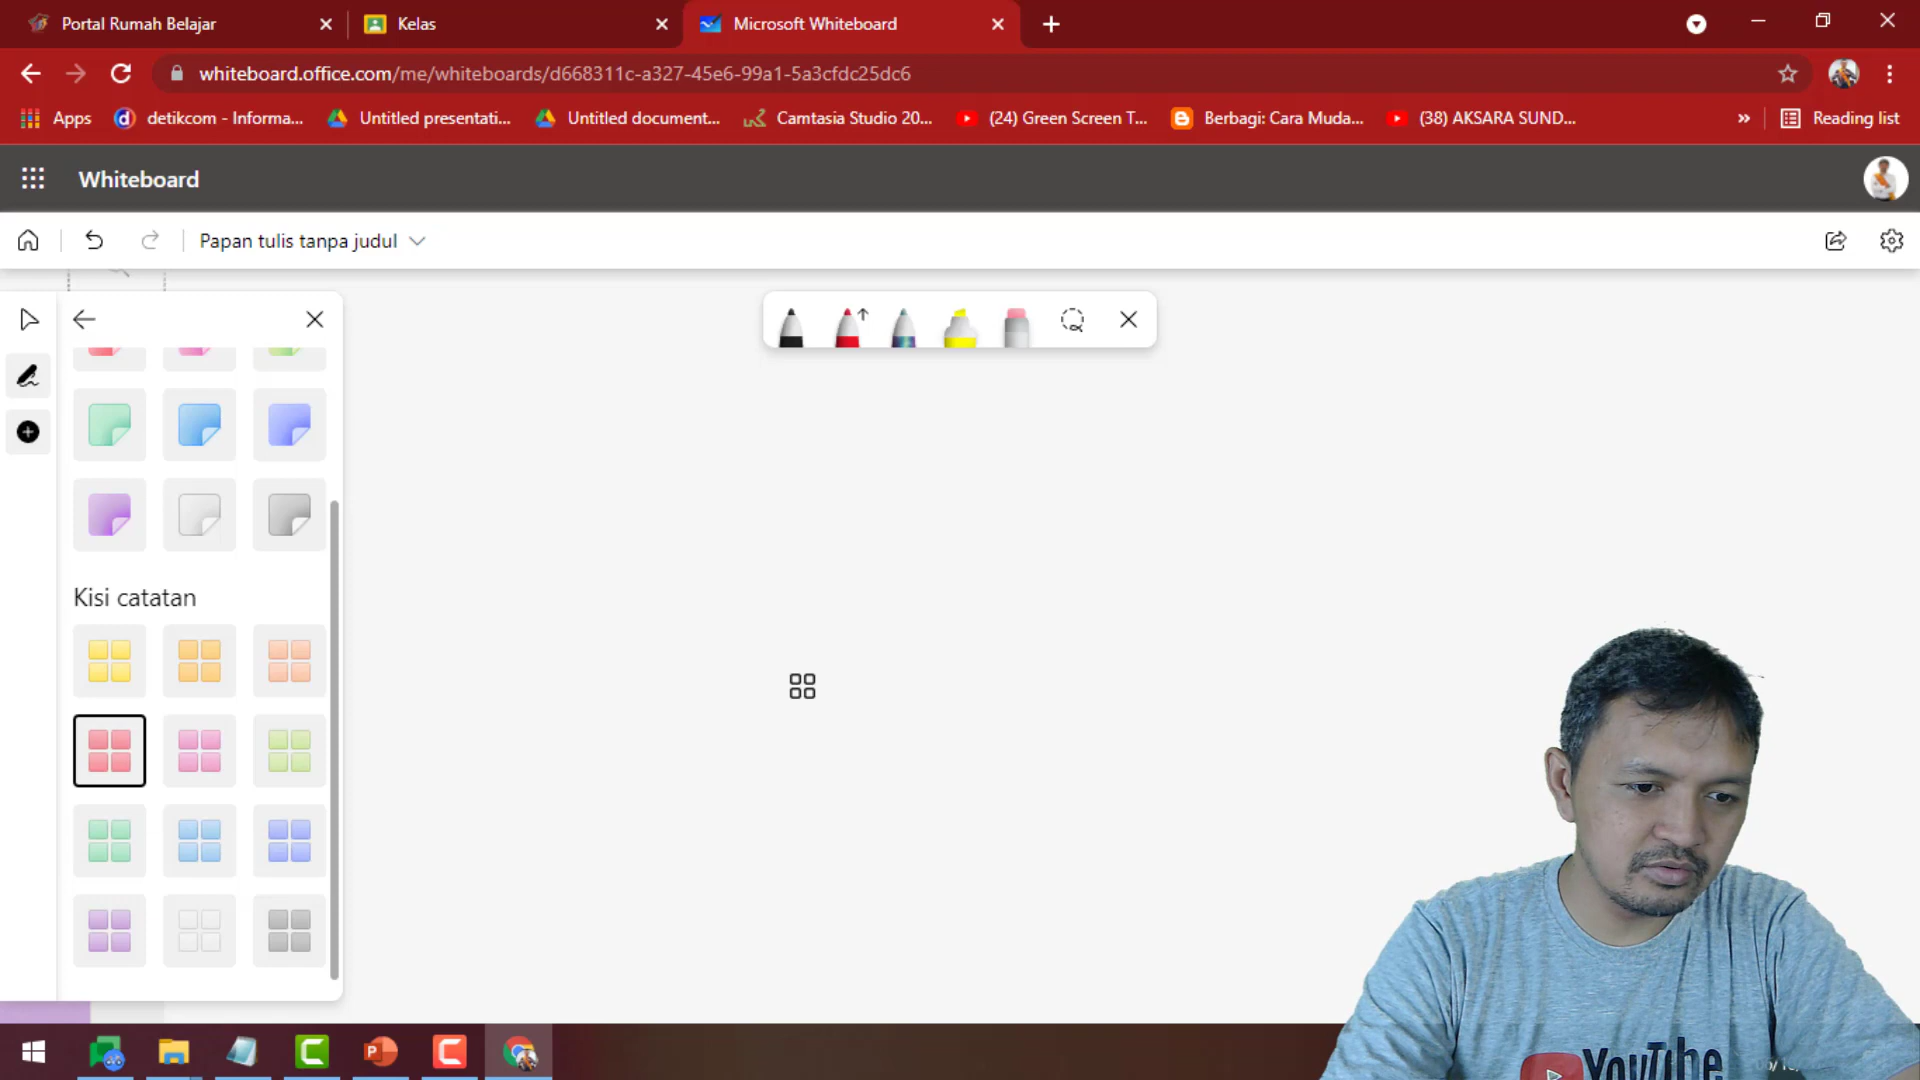 Portal Rumah Belajar
Kelas
Microsoft Whiteboard
whiteboard.office.com/me/whiteboards/d668311c-a327-45e6-99a1-5a3cfdc25dc6
Apps
detikcom - Informa...
Untitled presentati...
Untitled document...
Camtasia Studio 20...
(24) Green Screen T...
Berbagi: Cara Muda...
(38) AKSARA SUND...
»
Reading list
Whiteboard
Papan tulis tanpa judul
Kisi catatan
YouTube